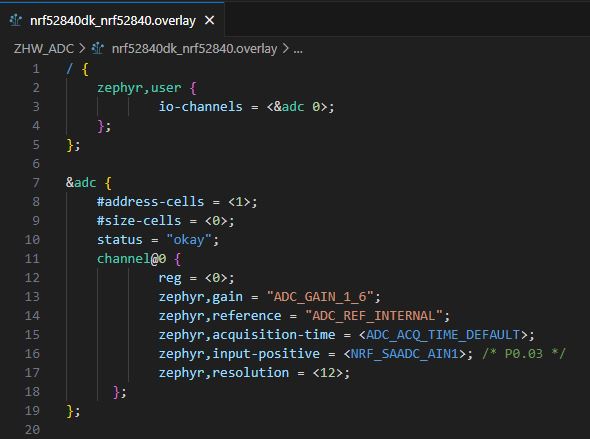 nrf52840dk_nrf52840.overlay ×
ZHW_ADC > nrf52840dk_nrf52840.overlay > ...
1 / {
2     zephyr,user {
3             io-channels = <&adc 0>;
4     };
5 };
6
7 &adc {
8     #address-cells = <1>;
9     #size-cells = <0>;
10     status = "okay";
11     channel@0 {
12             reg = <0>;
13             zephyr,gain = "ADC_GAIN_1_6";
14             zephyr,reference = "ADC_REF_INTERNAL";
15             zephyr,acquisition-time = <ADC_ACQ_TIME_DEFAULT>;
16             zephyr,input-positive = <NRF_SAADC_AIN1>; /* P0.03 */
17             zephyr,resolution = <12>;
18       };
19 };
20